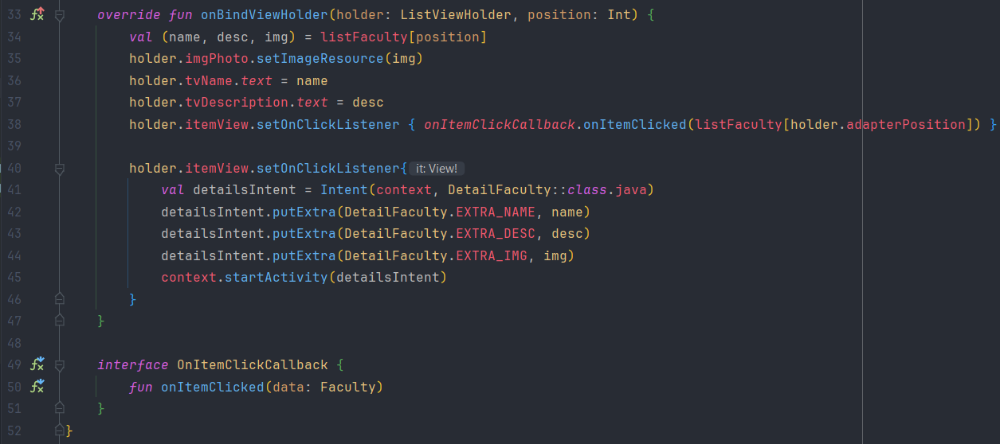 33 override fun onBindViewHolder(holder: ListViewHolder, position: Int) {
34 val (name, desc, img) = listFaculty[position]
35 holder.imgPhoto.setImageResource(img)
36 holder.tvName.text = name
37 holder.tvDescription.text = desc
38 holder.itemView.setOnClickListener { onItemClickCallback.onItemClicked(listFaculty[holder.adapterPosition]) }
39
40 holder.itemView.setOnClickListener{ it: View!
41 val detailsIntent = Intent(context, DetailFaculty::class.java)
42 detailsIntent.putExtra(DetailFaculty.EXTRA_NAME, name)
43 detailsIntent.putExtra(DetailFaculty.EXTRA_DESC, desc)
44 detailsIntent.putExtra(DetailFaculty.EXTRA_IMG, img)
45 context.startActivity(detailsIntent)
46 }
47 }
48
49 interface OnItemClickCallback {
50 fun onItemClicked(data: Faculty)
51 }
52 }